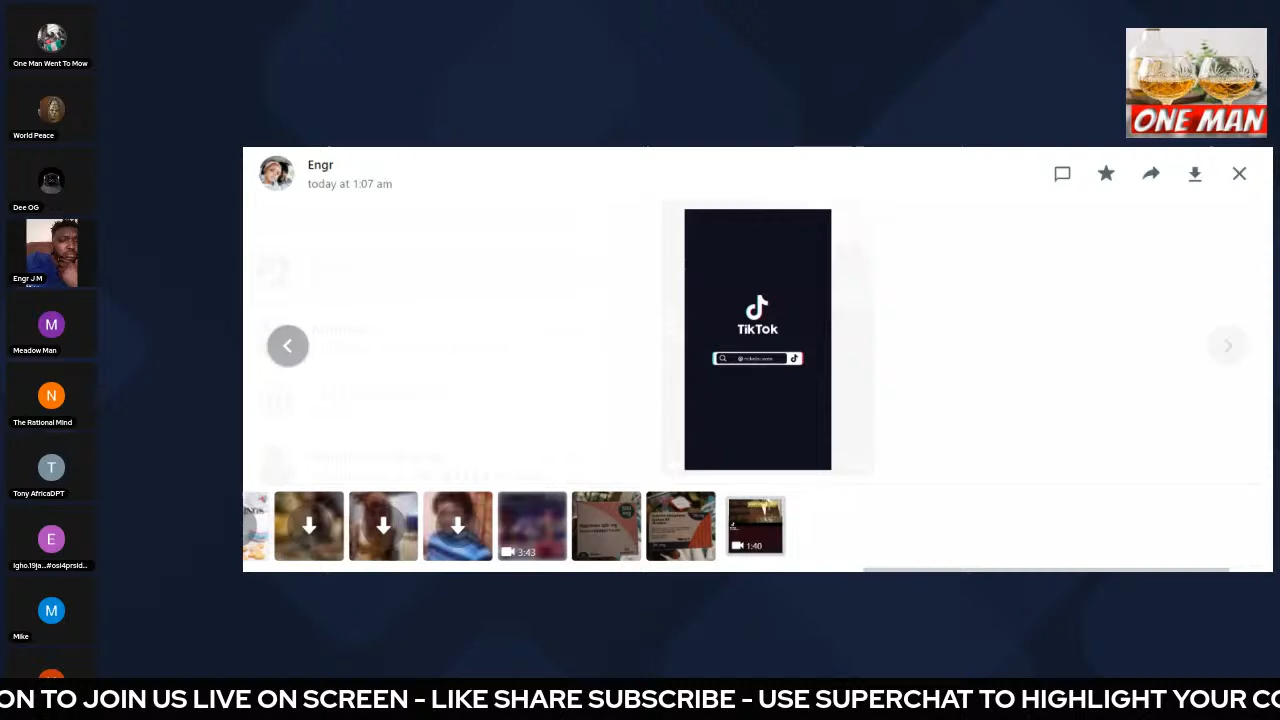 One Man Went To Mow
World Peace
Dee OG
Engr J.M
M
Meadow Man
N
The Rational Mind
T
Tony AfricaDPT
E
M
Mike
ONE MAN
Engr
today at 1:07 am
TikTok
3:43
1:40
ON TO JOIN US LIVE ON SCREEN - LIKE SHARE SUBSCRIBE - USE SUPERCHAT TO HIGHLIGHT YOUR CO